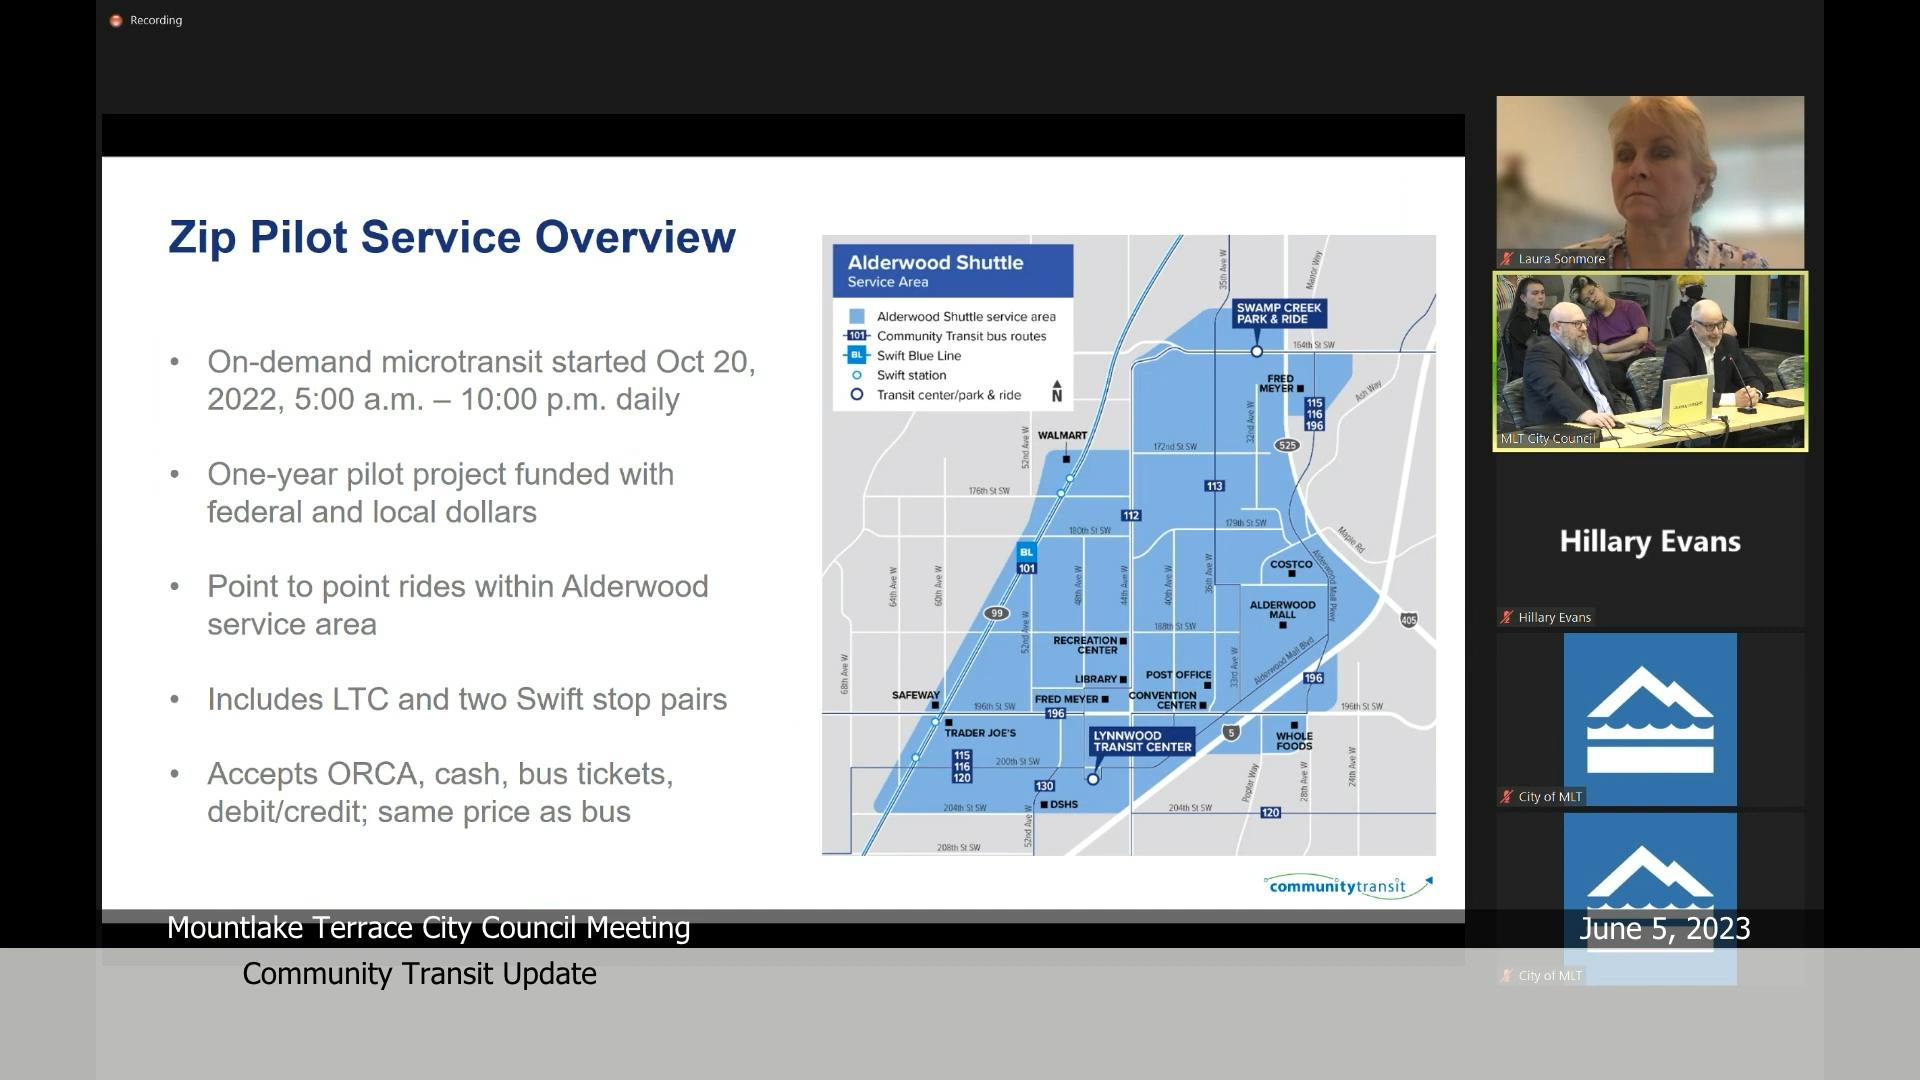 Recording
Zip Pilot Service Overview
• On-demand microtransit started Oct 20,
2022, 5:00 a.m. – 10:00 p.m. daily
• One-year pilot project funded with
federal and local dollars
• Point to point rides within Alderwood
service area
• Includes LTC and two Swift stop pairs
• Accepts ORCA, cash, bus tickets,
debit/credit; same price as bus
Alderwood Shuttle
Service Area
Alderwood Shuttle service area
101 Community Transit bus routes
BL Swift Blue Line
Swift station
Transit center/park & ride
N
35th Ave W
Manor Way
SWAMP CREEK
PARK & RIDE
164th St SW
FRED
MEYER
Ash Way
115
116
196
32nd Ave W
525
WALMART
52nd Ave W
172nd St SW
176th St SW
113
112
179th St SW
180th St SW
Maple Rd
BL
101
64th Ave W
60th Ave W
48th Ave W
44th Ave W
40th Ave W
36th Ave W
COSTCO
Alderwood Mall Pkwy
ALDERWOOD
MALL
99
405
52nd Ave W
188th St SW
RECREATION
CENTER
68th Ave W
33rd Ave W
Alderwood Mall Blvd
LIBRARY
POST OFFICE
196
SAFEWAY
FRED MEYER
CONVENTION
CENTER
196th St SW
196
196th St SW
TRADER JOE'S
LYNNWOOD
TRANSIT CENTER
5
WHOLE
FOODS
115
116
120
200th St SW
130
Poplar Way
28th Ave W
24th Ave W
DSHS
204th St SW
52nd Ave W
204th St SW
120
208th St SW
communitytransit
Laura Sonmore
MLT City Council
Hillary Evans
Hillary Evans
City of MLT
City of MLT
Mountlake Terrace City Council Meeting
June 5, 2023
Community Transit Update